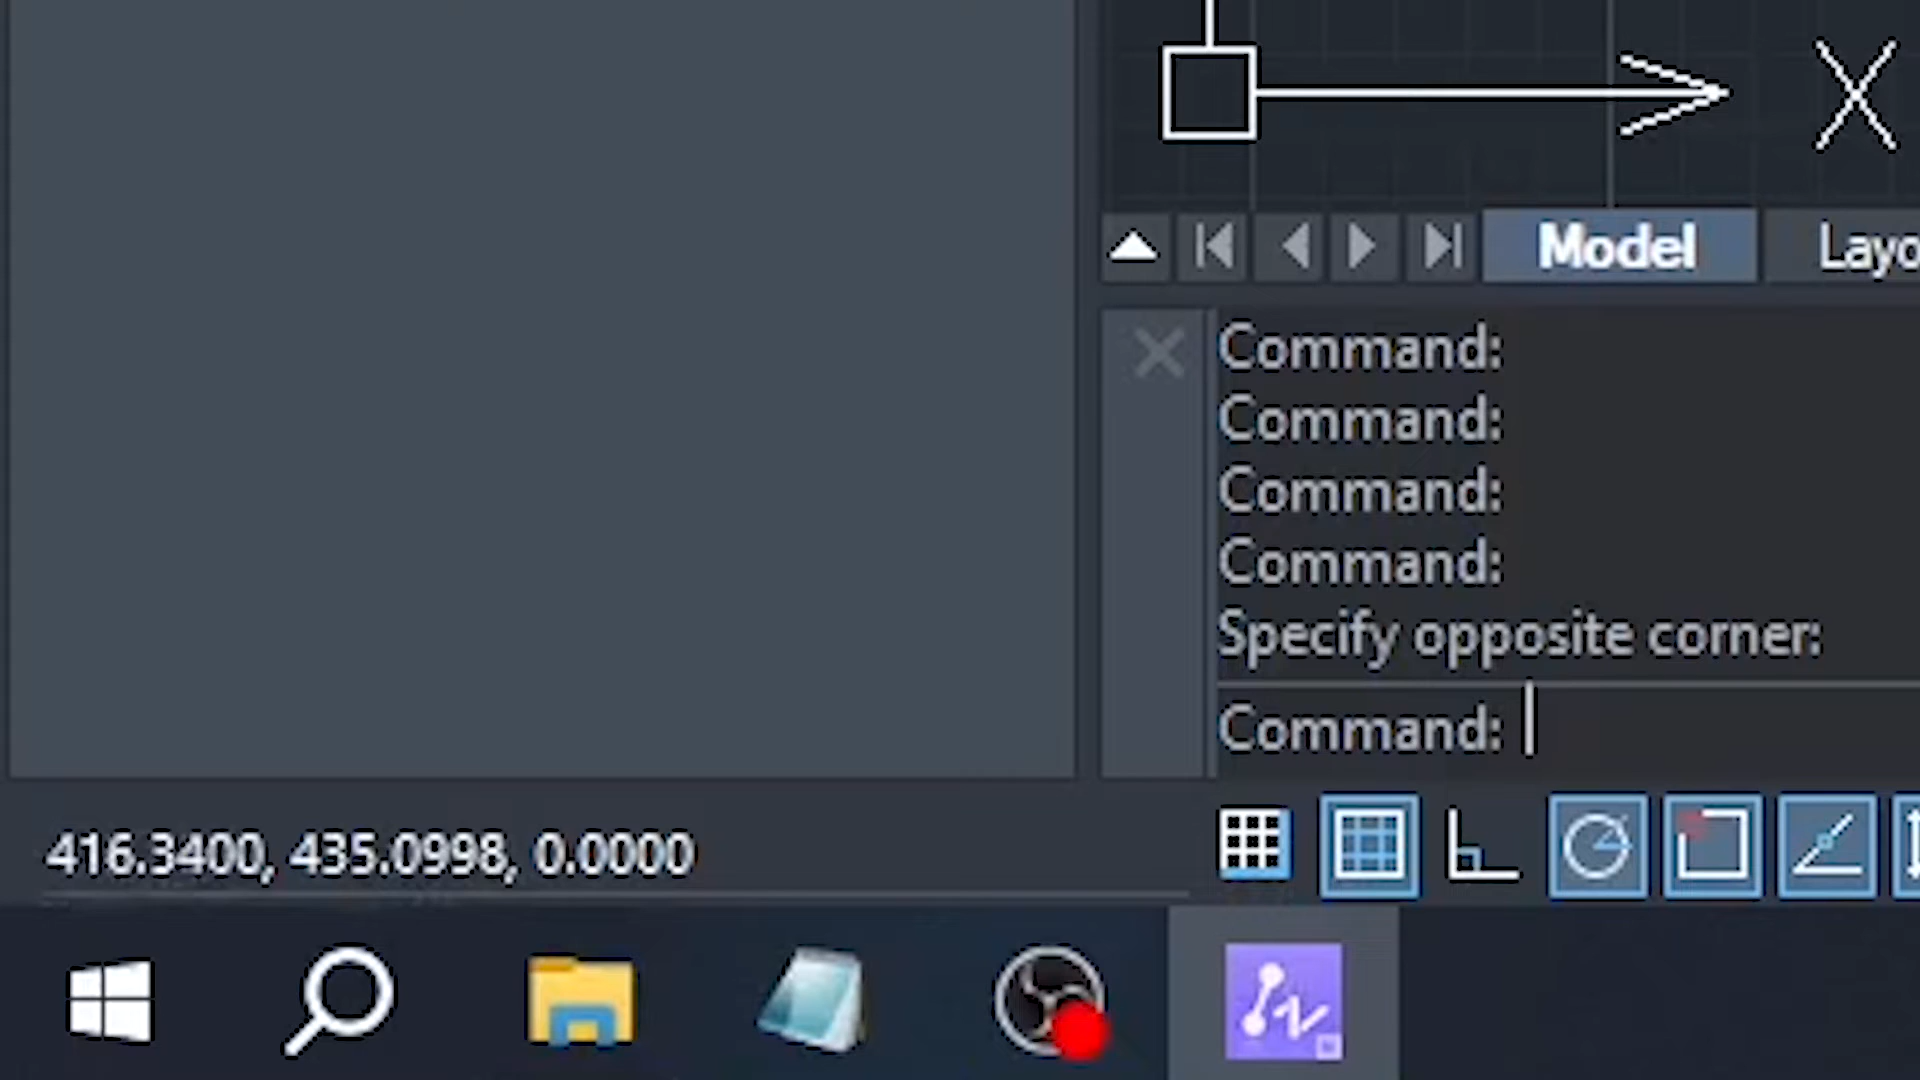 X
Model
Layo
Command:
Command:
Command:
Command:
Specify opposite corner:
Command:
416.3400, 435.0998, 0.0000